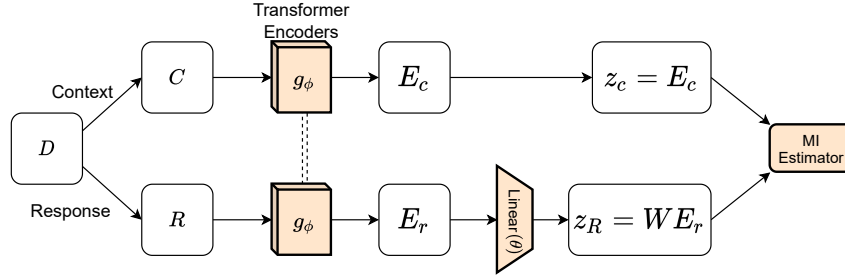 Transformer
Encoders
Context
C
g_ϕ
E_c
z_c = E_c
D
MI
Estimator
Response
R
g_ϕ
E_r
Linear(θ)
z_R = WE_r